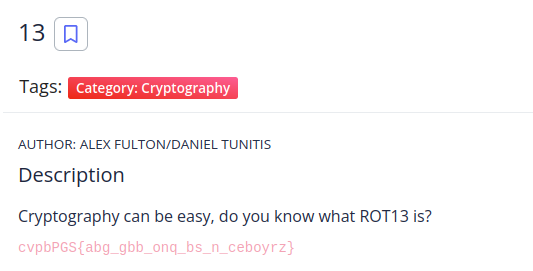 13
Tags: Category: Cryptography
AUTHOR: ALEX FULTON/DANIEL TUNITIS
Description
Cryptography can be easy, do you know what ROT13 is?
cvpbPGS{abg_gbb_onq_bs_n_ceboyrz}